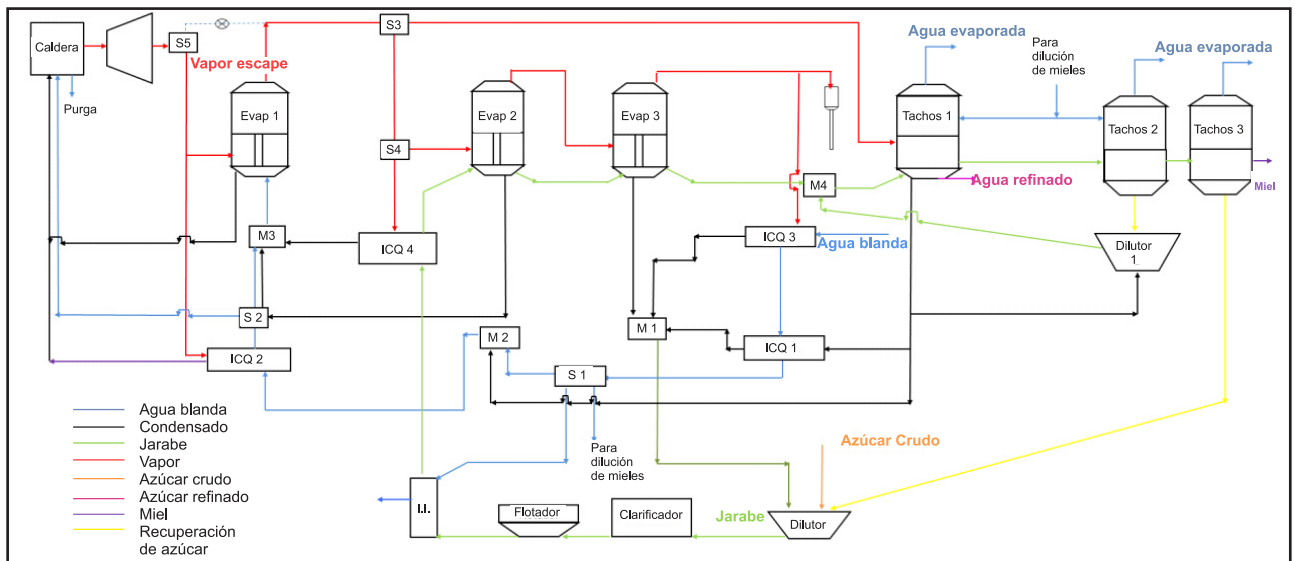 Caldera
Purga
S5
Vapor escape
Evap 1
S3
S4
Evap 2
Evap 3
Agua evaporada
Para
dilución
de mieles
Agua evaporada
Tachos 1
Tachos 2
Tachos 3
Miel
M4
Agua refinado
M3
ICQ 4
ICQ 3
Agua blanda
Dilutor
1
S 2
M 2
M 1
ICQ 2
ICQ 1
S 1
Agua blanda
Condensado
Jarabe
Vapor
Azúcar crudo
Azúcar refinado
Miel
Recuperación
de azúcar
Para
dilución
de mieles
Azúcar Crudo
I.I.
Flotador
Clarificador
Jarabe
Dilutor